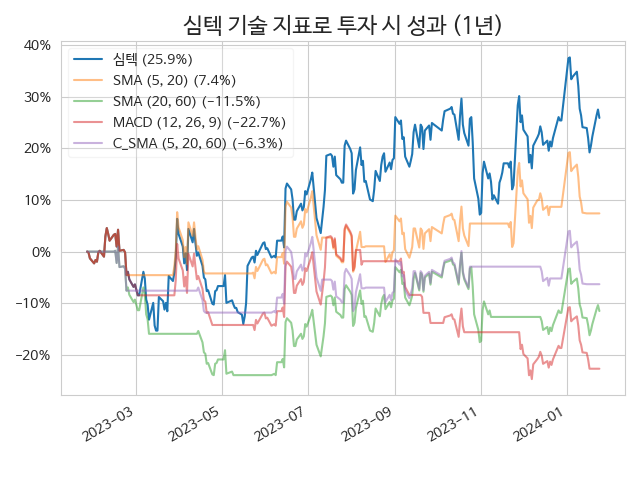 심텍 기술 지표로 투자 시 성과 (1년)
40%
30%
20%
10%
0%
−10%
−20%
심텍 (25.9%)
SMA (5, 20) (7.4%)
SMA (20, 60) (−11.5%)
MACD (12, 26, 9) (−22.7%)
C_SMA (5, 20, 60) (−6.3%)
2023−03
2023−05
2023−07
2023−09
2023−11
2024−01